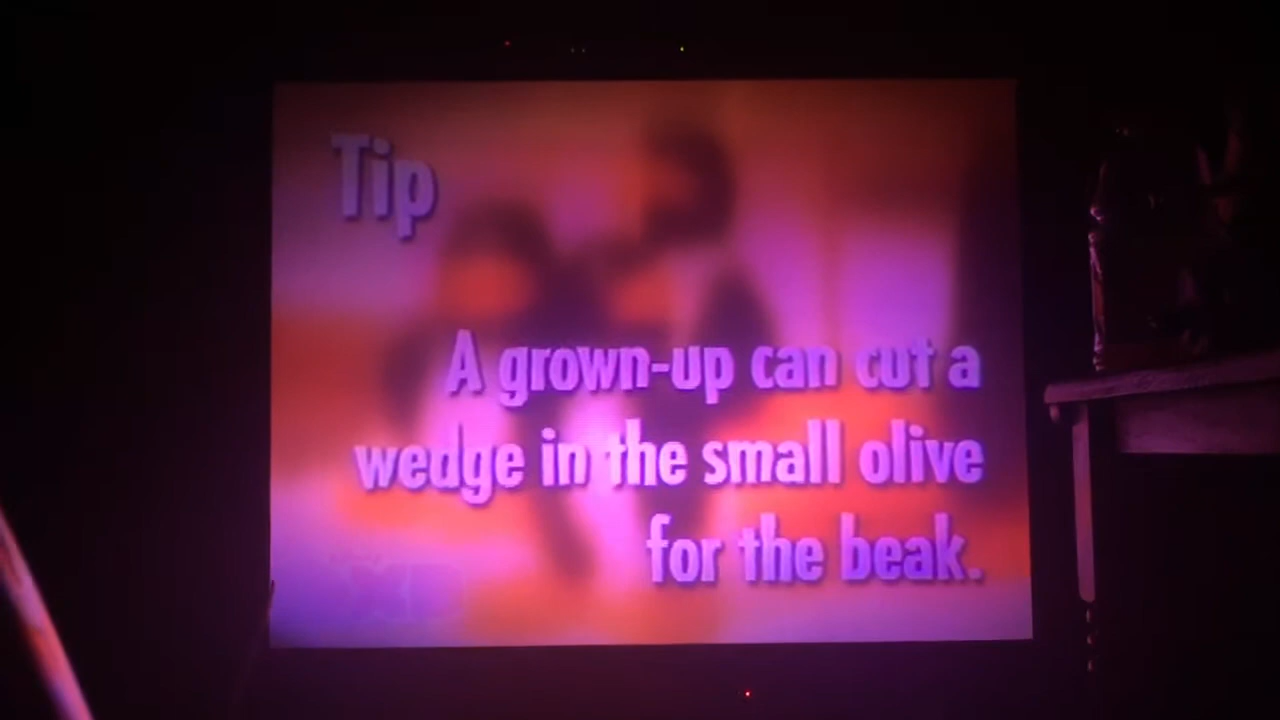 Tip
A grown-up can cut a
wedge in the small olive
for the beak.